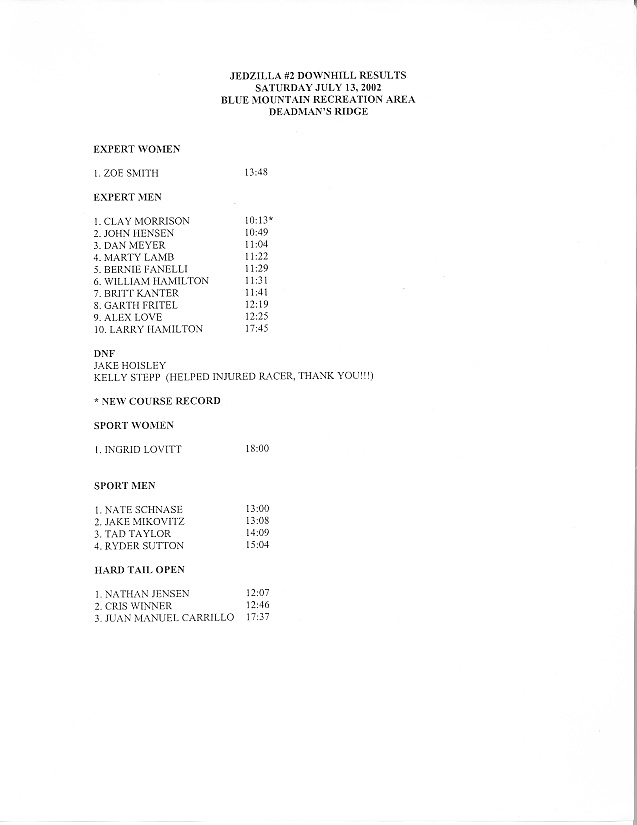 JEDZILLA #2 DOWNHILL RESULTS
SATURDAY JULY 13, 2002
BLUE MOUNTAIN RECREATION AREA
DEADMAN'S RIDGE
EXPERT WOMEN
1. ZOE SMITH 13:48
EXPERT MEN
1. CLAY MORRISON 10:13*
2. JOHN HENSEN 10:49
3. DAN MEYER 11:04
4. MARTY LAMB 11:22
5. BERNIE FANELLI 11:29
6. WILLIAM HAMILTON 11:31
7. BRITT KANTER 11:41
8. GARTH FRITEL 12:19
9. ALEX LOVE 12:25
10. LARRY HAMILTON 17:45
DNF
JAKE HOISLEY
KELLY STEPP (HELPED INJURED RACER, THANK YOU!!!)
* NEW COURSE RECORD
SPORT WOMEN
1. INGRID LOVITT 18:00
SPORT MEN
1. NATE SCHNASE 13:00
2. JAKE MIKOVITZ 13:08
3. TAD TAYLOR 14:09
4. RYDER SUTTON 15:04
HARD TAIL OPEN
1. NATHAN JENSEN 12:07
2. CRIS WINNER 12:46
3. JUAN MANUEL CARRILLO 17:37